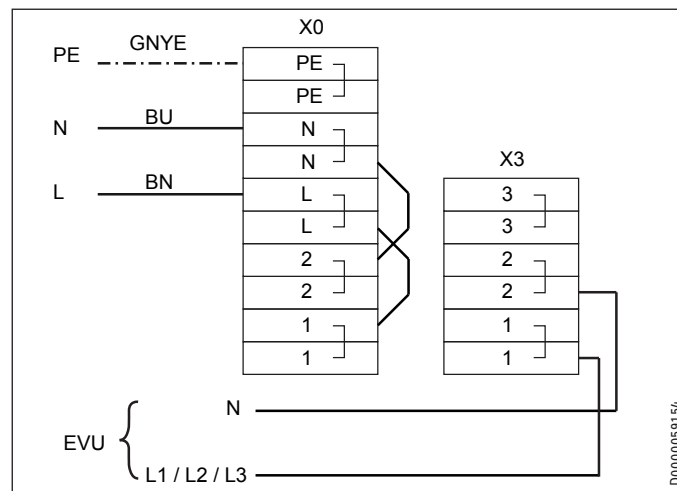 X0
PE GNYE PE
PE
N BU N
N
L BN L
L
2
2
1
1
X3
3
3
2
2
1
1
EVU
N
L1 / L2 / L3
D0000059154